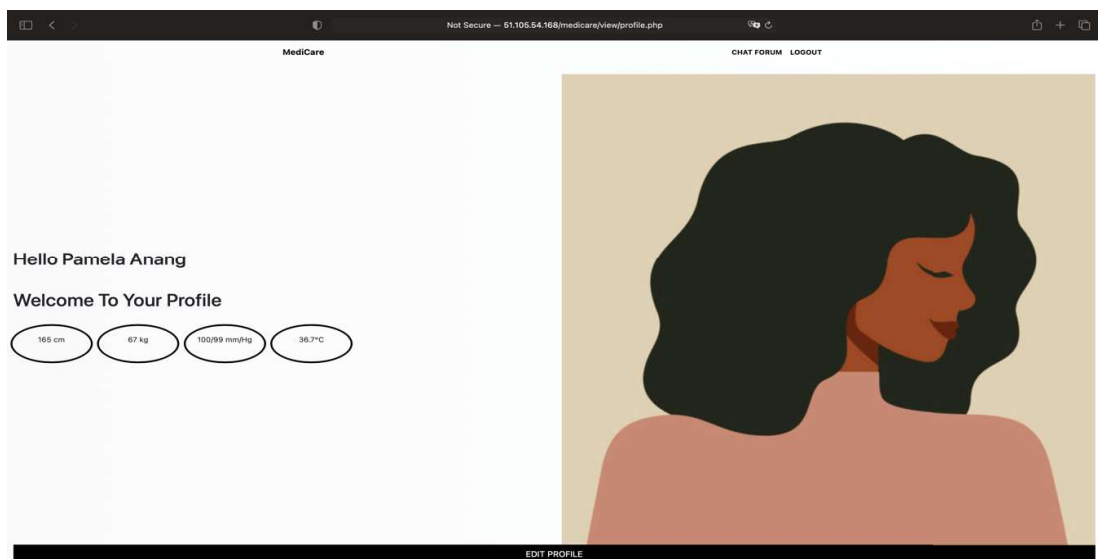 Not Secure — 51.105.54.168/medicare/view/profile.php
MediCare
CHAT FORUM LOGOUT
Hello Pamela Anang
Welcome To Your Profile
165 cm
67 kg
100/99 mm/Hg
36.7°C
EDIT PROFILE